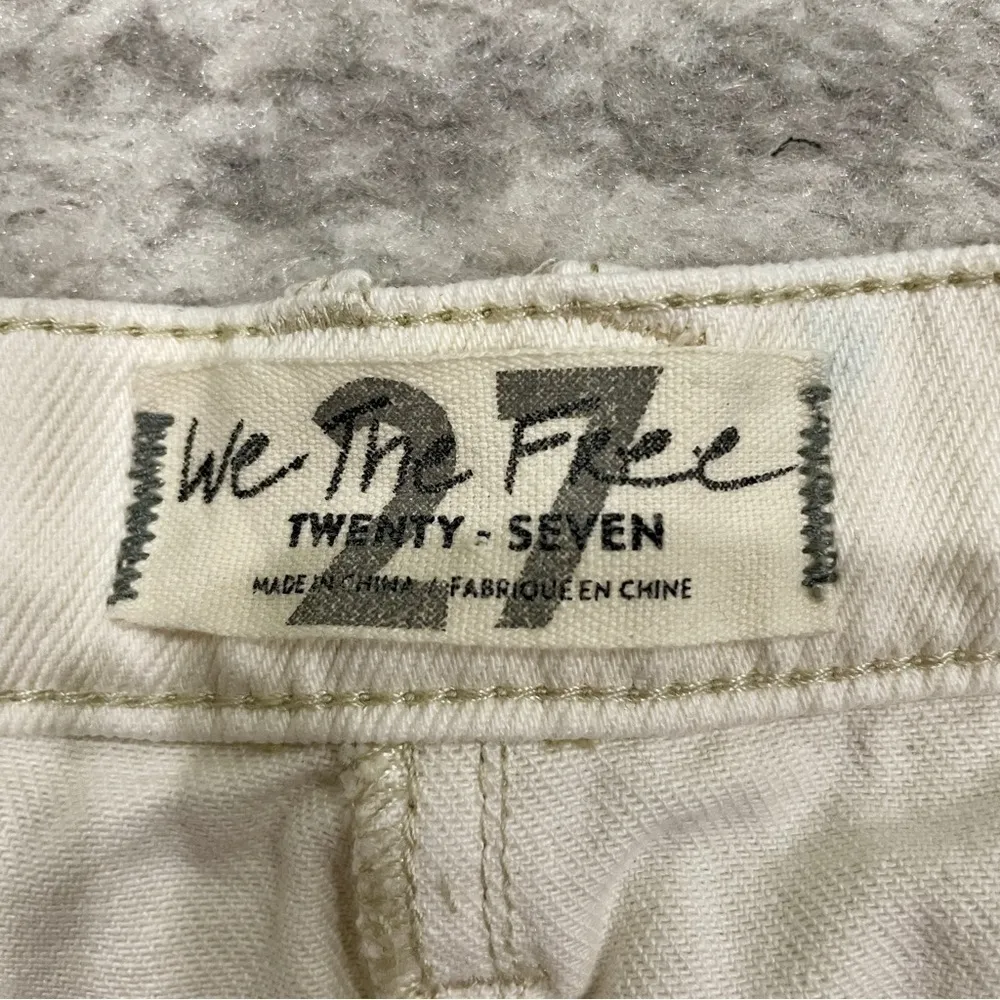 27
We The Free
TWENTY - SEVEN
MADE IN CHINA / FABRIQUE EN CHINE